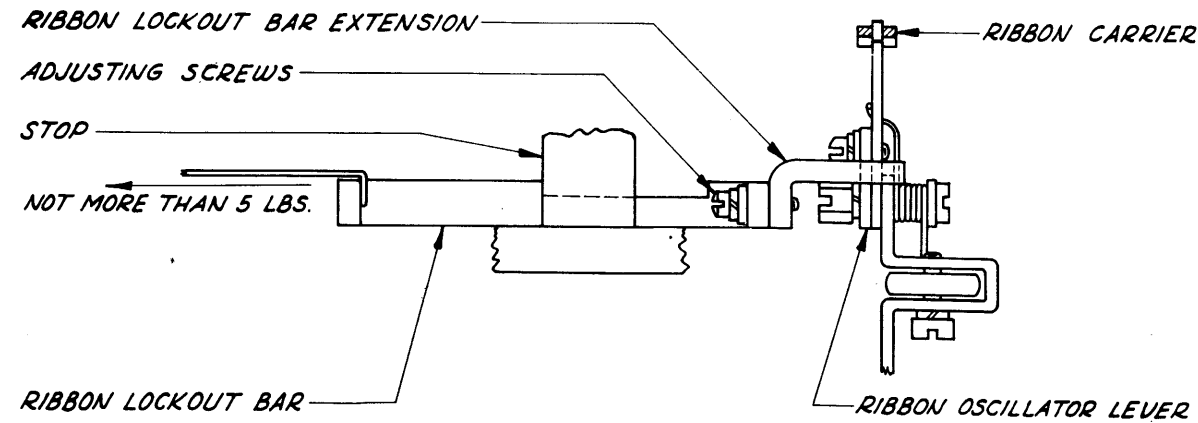 RIBBON LOCKOUT BAR EXTENSION
RIBBON CARRIER
ADJUSTING SCREWS
STOP
NOT MORE THAN 5 LBS.
RIBBON LOCKOUT BAR
RIBBON OSCILLATOR LEVER